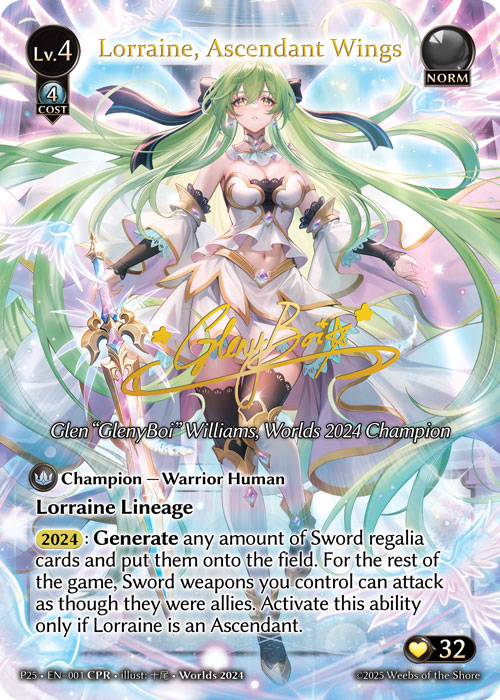 Lv.4
Lorraine, Ascendant Wings
NORM
4
COST
GlenyBoi
Glen “GlenyBoi” Williams, Worlds 2024 Champion
Champion — Warrior Human
Lorraine Lineage
2024 : Generate any amount of Sword regalia
cards and put them onto the field. For the rest of
the game, Sword weapons you control can attack
as though they were allies. Activate this ability
only if Lorraine is an Ascendant.
32
P25 • EN-001 CPR • illust: 十尾 • Worlds 2024
©2025 Weebs of the Shore